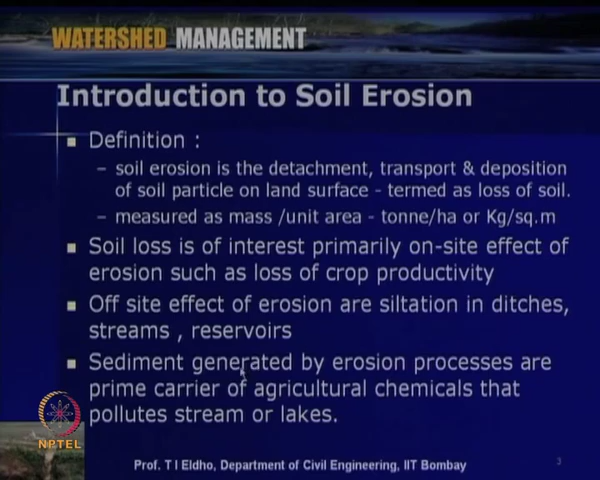 WATERSHED MANAGEMENT
Introduction to Soil Erosion
Definition :
– soil erosion is the detachment, transport & deposition
of soil particle on land surface - termed as loss of soil.
– measured as mass /unit area - tonne/ha or Kg/sq.m
Soil loss is of interest primarily on-site effect of
erosion such as loss of crop productivity
Off site effect of erosion are siltation in ditches,
streams , reservoirs
Sediment generated by erosion processes are
prime carrier of agricultural chemicals that
pollutes stream or lakes.
NPTEL
Prof. T I Eldho, Department of Civil Engineering, IIT Bombay
3